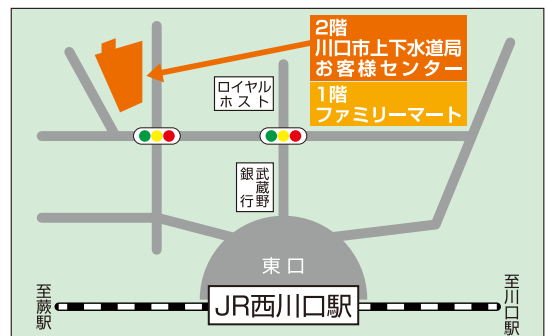 2階
川口市上下水道局
お客様センター
1階
ファミリーマート
ロイヤル
ホスト
武蔵野
銀行
東口
JR西川口駅
至蕨駅
至川口駅